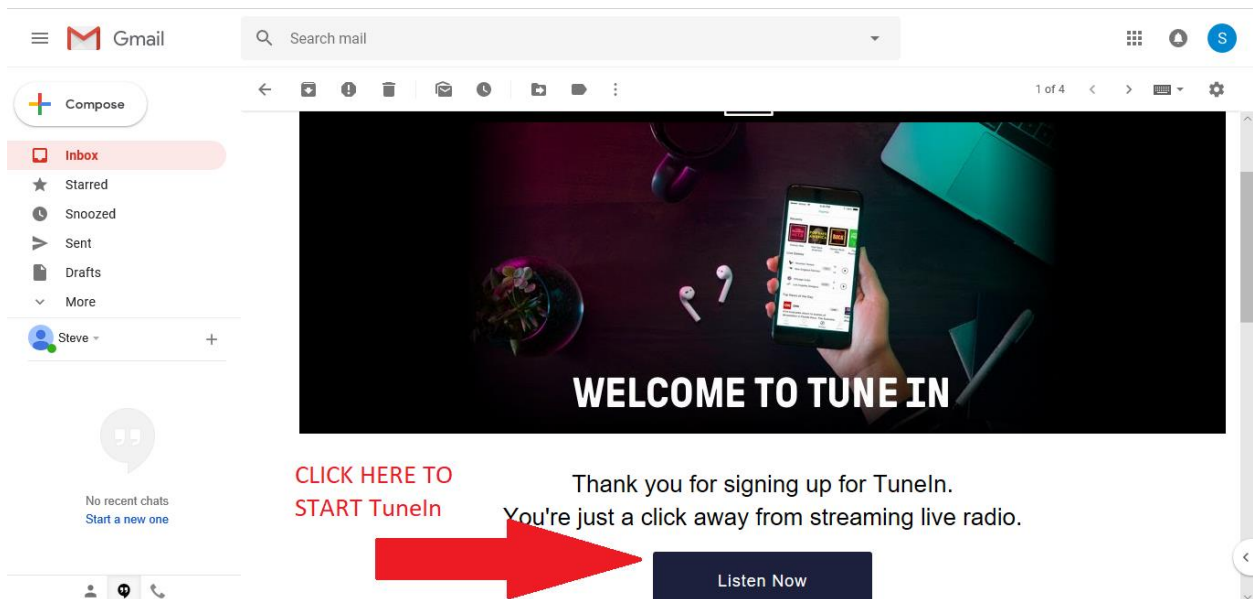 Gmail
Search mail
S
Compose
1 of 4
Inbox
Starred
Snoozed
Sent
Drafts
More
Steve
No recent chats
Start a new one
WELCOME TO TUNE IN
CLICK HERE TO
START TuneIn
Thank you for signing up for TuneIn.
You're just a click away from streaming live radio.
Listen Now